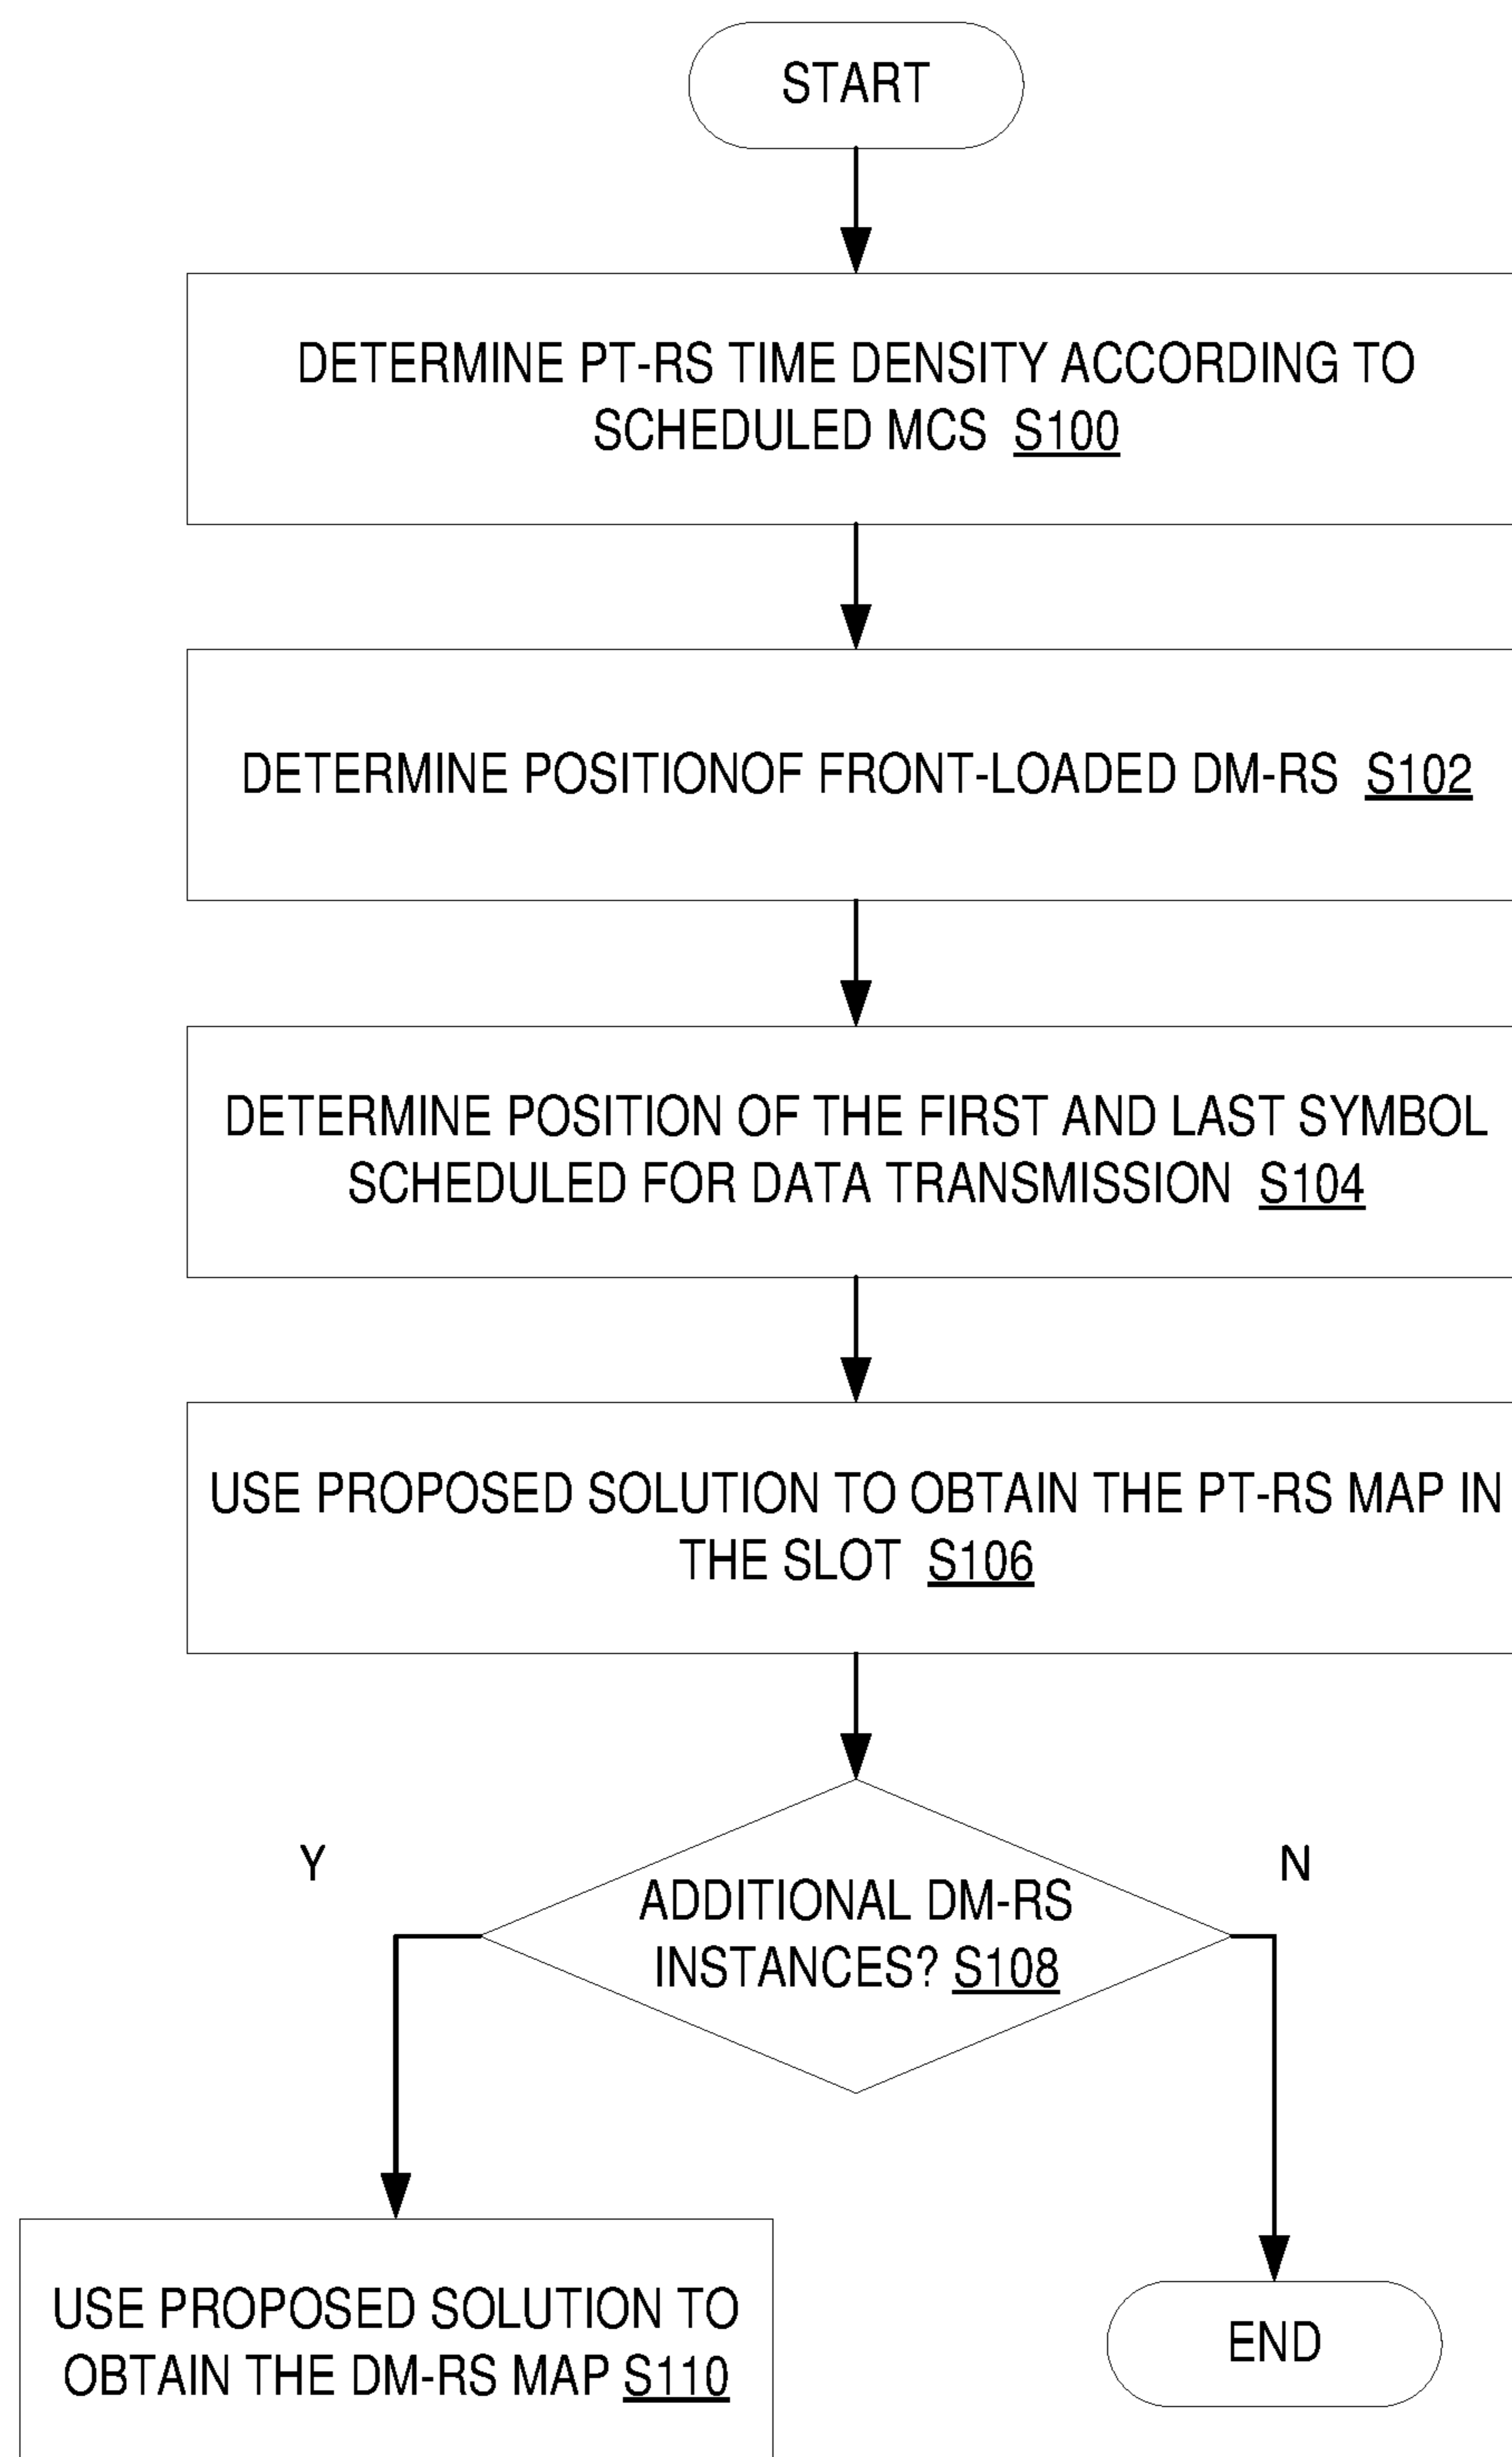 START
DETERMINE PT-RS TIME DENSITY ACCORDING TO
SCHEDULED MCS S100
DETERMINE POSITIONOF FRONT-LOADED DM-RS S102
DETERMINE POSITION OF THE FIRST AND LAST SYMBOL
SCHEDULED FOR DATA TRANSMISSION S104
USE PROPOSED SOLUTION TO OBTAIN THE PT-RS MAP IN
THE SLOT S106
Y
N
ADDITIONAL DM-RS
INSTANCES? S108
USE PROPOSED SOLUTION TO
OBTAIN THE DM-RS MAP S110
END